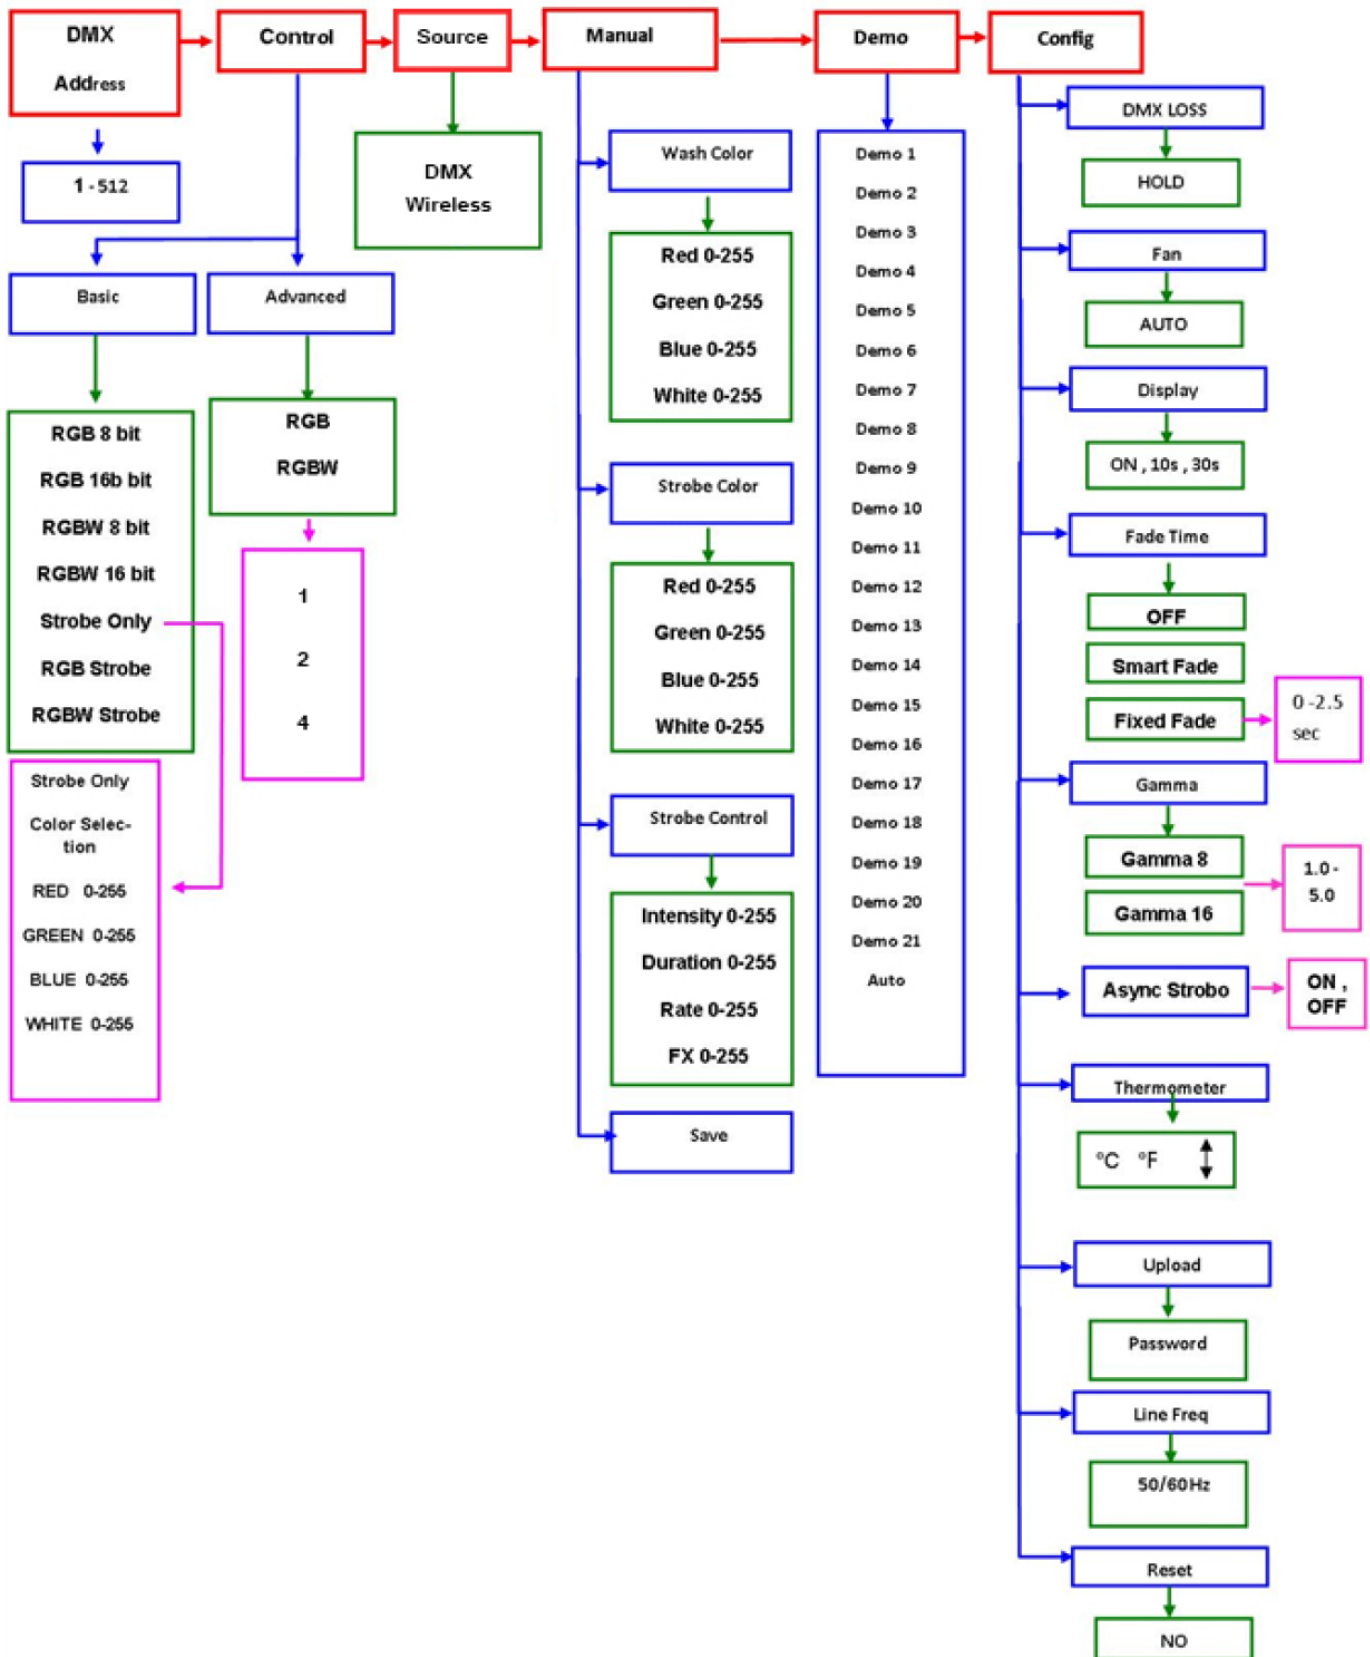 DMX
Address
1 - 512
Control
Basic
RGB 8 bit
RGB 16b bit
RGBW 8 bit
RGBW 16 bit
Strobe Only
RGB Strobe
RGBW Strobe
Strobe Only
Color Selec-
tion
RED 0-255
GREEN 0-255
BLUE 0-255
WHITE 0-255
Advanced
RGB
RGBW
1
2
4
Source
DMX
Wireless
Manual
Wash Color
Red 0-255
Green 0-255
Blue 0-255
White 0-255
Strobe Color
Red 0-255
Green 0-255
Blue 0-255
White 0-255
Strobe Control
Intensity 0-255
Duration 0-255
Rate 0-255
FX 0-255
Save
Demo
Demo 1
Demo 2
Demo 3
Demo 4
Demo 5
Demo 6
Demo 7
Demo 8
Demo 9
Demo 10
Demo 11
Demo 12
Demo 13
Demo 14
Demo 15
Demo 16
Demo 17
Demo 18
Demo 19
Demo 20
Demo 21
Auto
Config
DMX LOSS
HOLD
Fan
AUTO
Display
ON , 10s , 30s
Fade Time
OFF
Smart Fade
Fixed Fade
0 -2.5
sec
Gamma
Gamma 8
Gamma 16
1.0 -
5.0
Async Strobo
ON ,
OFF
Thermometer
°C °F
Upload
Password
Line Freq
50/60Hz
Reset
NO